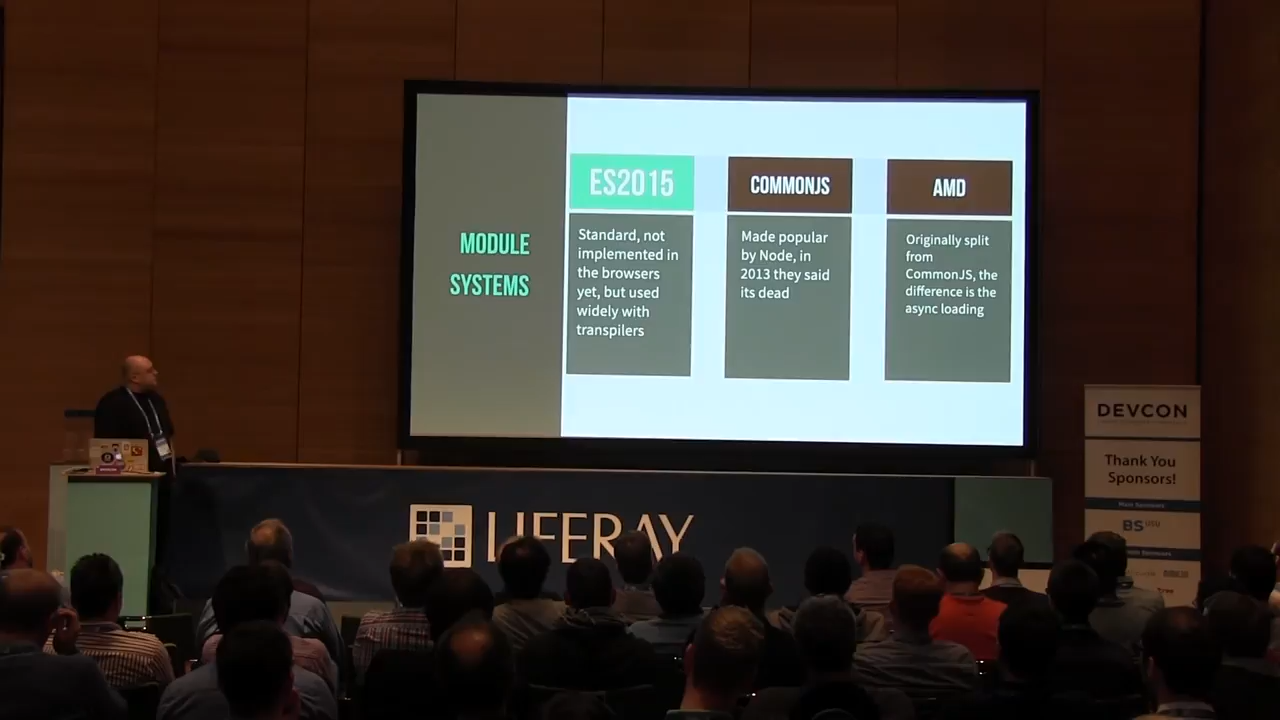 MODULE
SYSTEMS
ES2015
Standard, not
implemented in
the browsers
yet, but used
widely with
transpilers
COMMONJS
Made popular
by Node, in
2013 they said
its dead
AMD
Originally split
from
CommonJS, the
difference is the
async loading
LIFERAY
DEVCON
Thank You
Sponsors!
BS